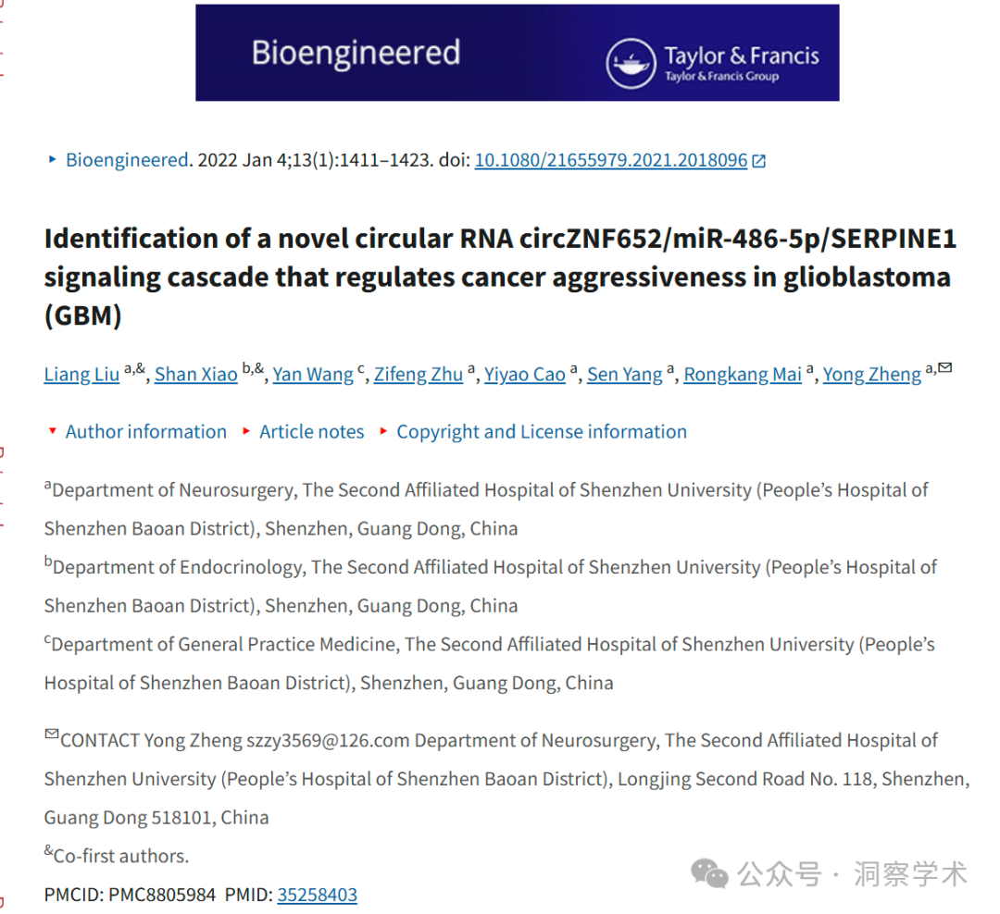 Bioengineered
Taylor & Francis
Taylor & Francis Group
Bioengineered. 2022 Jan 4;13(1):1411–1423. doi: 10.1080/21655979.2021.2018096
Identification of a novel circular RNA circZNF652/miR-486-5p/SERPINE1
signaling cascade that regulates cancer aggressiveness in glioblastoma
(GBM)
Liang Liu a,&, Shan Xiao b,&, Yan Wang c, Zifeng Zhu a, Yiyao Cao a, Sen Yang a, Rongkang Mai a, Yong Zheng a,✉
Author information Article notes Copyright and License information
aDepartment of Neurosurgery, The Second Affiliated Hospital of Shenzhen University (People’s Hospital of
Shenzhen Baoan District), Shenzhen, Guang Dong, China
bDepartment of Endocrinology, The Second Affiliated Hospital of Shenzhen University (People’s Hospital of
Shenzhen Baoan District), Shenzhen, Guang Dong, China
cDepartment of General Practice Medicine, The Second Affiliated Hospital of Shenzhen University (People’s
Hospital of Shenzhen Baoan District), Shenzhen, Guang Dong, China
✉CONTACT Yong Zheng szzy3569@126.com Department of Neurosurgery, The Second Affiliated Hospital of
Shenzhen University (People’s Hospital of Shenzhen Baoan District), Longjing Second Road No. 118, Shenzhen,
Guang Dong 518101, China
&Co-first authors.
PMCID: PMC8805984 PMID: 35258403
公众号 · 洞察学术